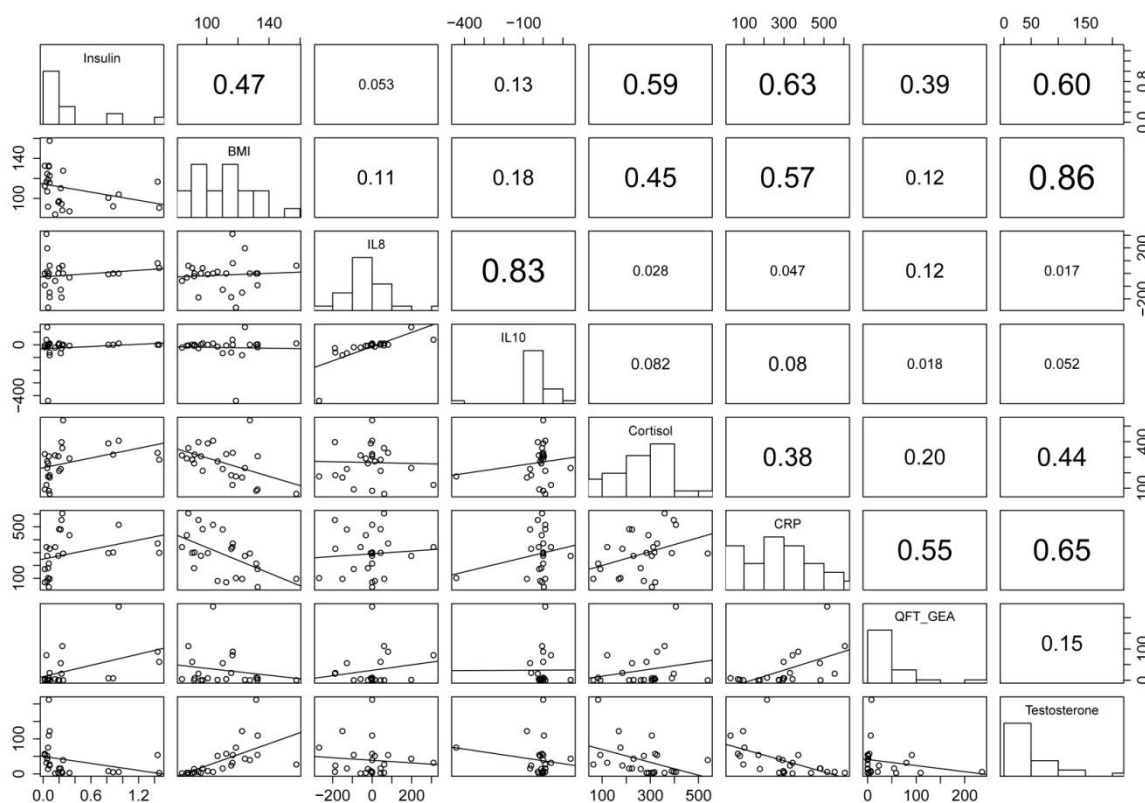 100 140 -400 -100 100 300 500 0 50 150
Insulin 0.47 0.053 0.13 0.59 0.63 0.39 0.60 0.0 0.8
100 140 BMI 0.11 0.18 0.45 0.57 0.12 0.86
IL8 0.83 0.028 0.047 0.12 0.017 -200 200
-400 0 IL10 0.082 0.08 0.018 0.052
Cortisol 0.38 0.20 0.44 100 400
100 500 CRP 0.55 0.65
QFT_GEA 0.15 0 100
0 100 Testosterone
0.0 0.6 1.2 -200 0 200 100 300 500 0 100 200